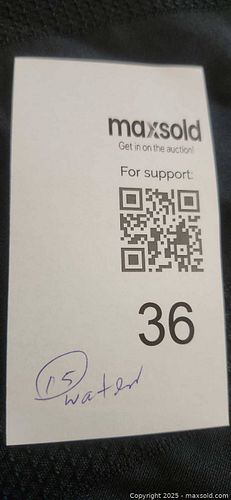 maxsold
Get in on the auction!
For support:
36
15
water
Copyright 2025 - maxsold.com